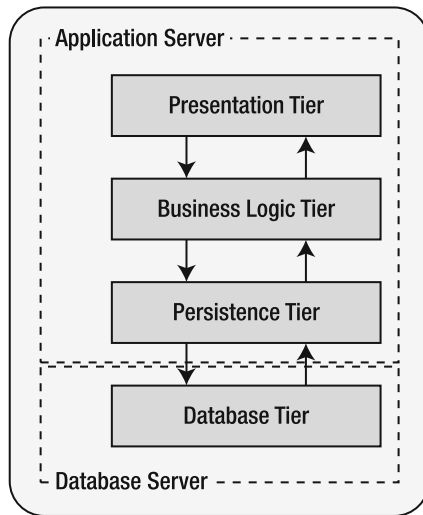 Application Server
Presentation Tier
Business Logic Tier
Persistence Tier
Database Tier
Database Server